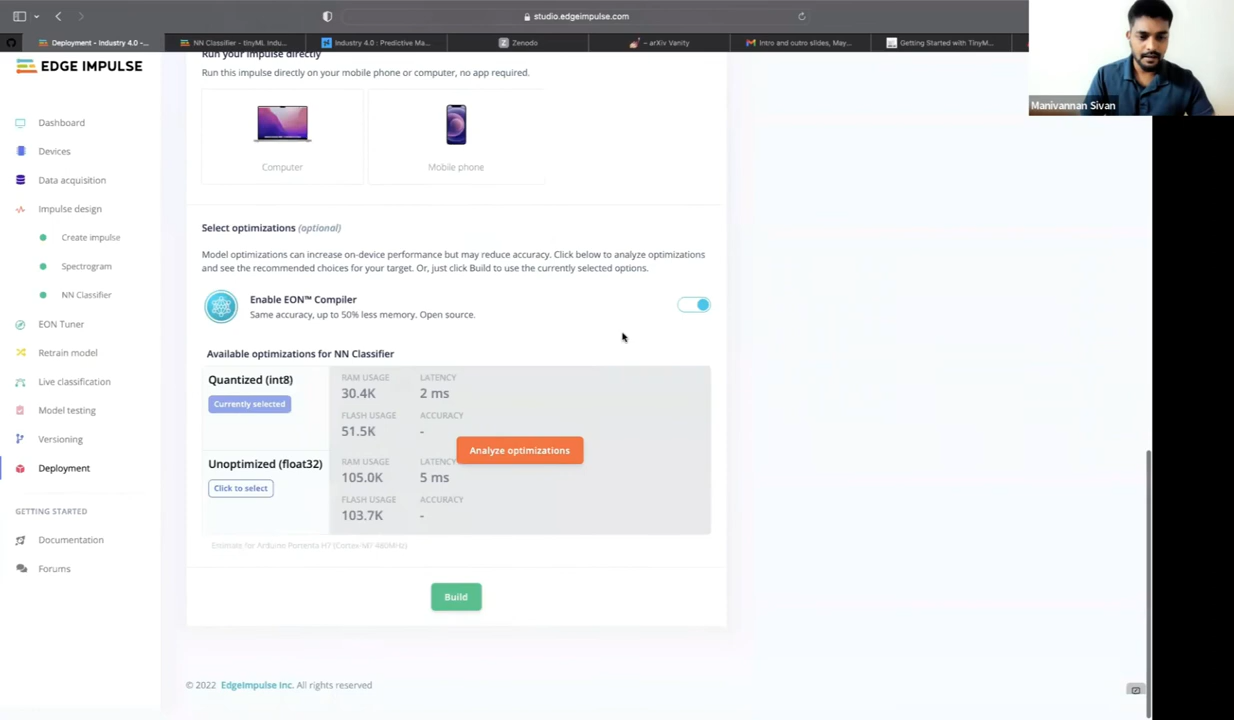 studio.edgeimpulse.com
Deployment - Industry 4.0 -...
NN Classifier - tinyML Indu...
Industry 4.0 : Predictive Ma...
Zenodo
– arXiv Vanity
Intro and outro slides, May...
Getting Started with TinyM...
Manivannan Sivan
EDGE IMPULSE
Dashboard
Devices
Data acquisition
Impulse design
Create impulse
Spectrogram
NN Classifier
EON Tuner
Retrain model
Live classification
Model testing
Versioning
Deployment
GETTING STARTED
Documentation
Forums
Run your impulse directly
Run this impulse directly on your mobile phone or computer, no app required.
Computer
Mobile phone
Select optimizations (optional)
Model optimizations can increase on-device performance but may reduce accuracy. Click below to analyze optimizations
and see the recommended choices for your target. Or, just click Build to use the currently selected options.
Enable EON™ Compiler
Same accuracy, up to 50% less memory. Open source.
Available optimizations for NN Classifier
Quantized (int8)
Currently selected
RAM USAGE
30.4K
LATENCY
2 ms
FLASH USAGE
51.5K
ACCURACY
-
Analyze optimizations
Unoptimized (float32)
Click to select
RAM USAGE
105.0K
LATENCY
5 ms
FLASH USAGE
103.7K
ACCURACY
-
Estimate for Arduino Portenta H7 (Cortex-M7 480MHz)
Build
© 2022 EdgeImpulse Inc. All rights reserved